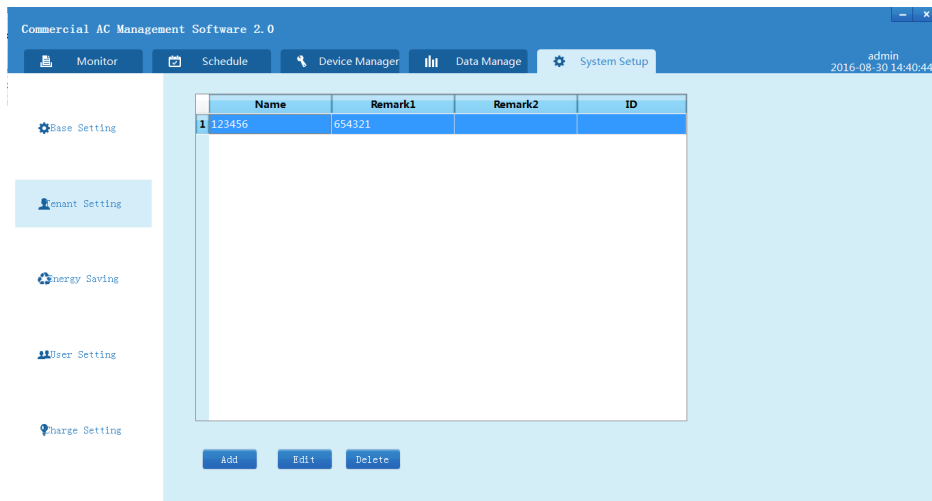 Commercial AC Management Software 2.0
Monitor Schedule Device Manager Data Manage System Setup
admin
2016-08-30 14:40:44
Name Remark1 Remark2 ID
1 123456 654321
Base Setting
Tenant Setting
Energy Saving
User Setting
Charge Setting
Add Edit Delete